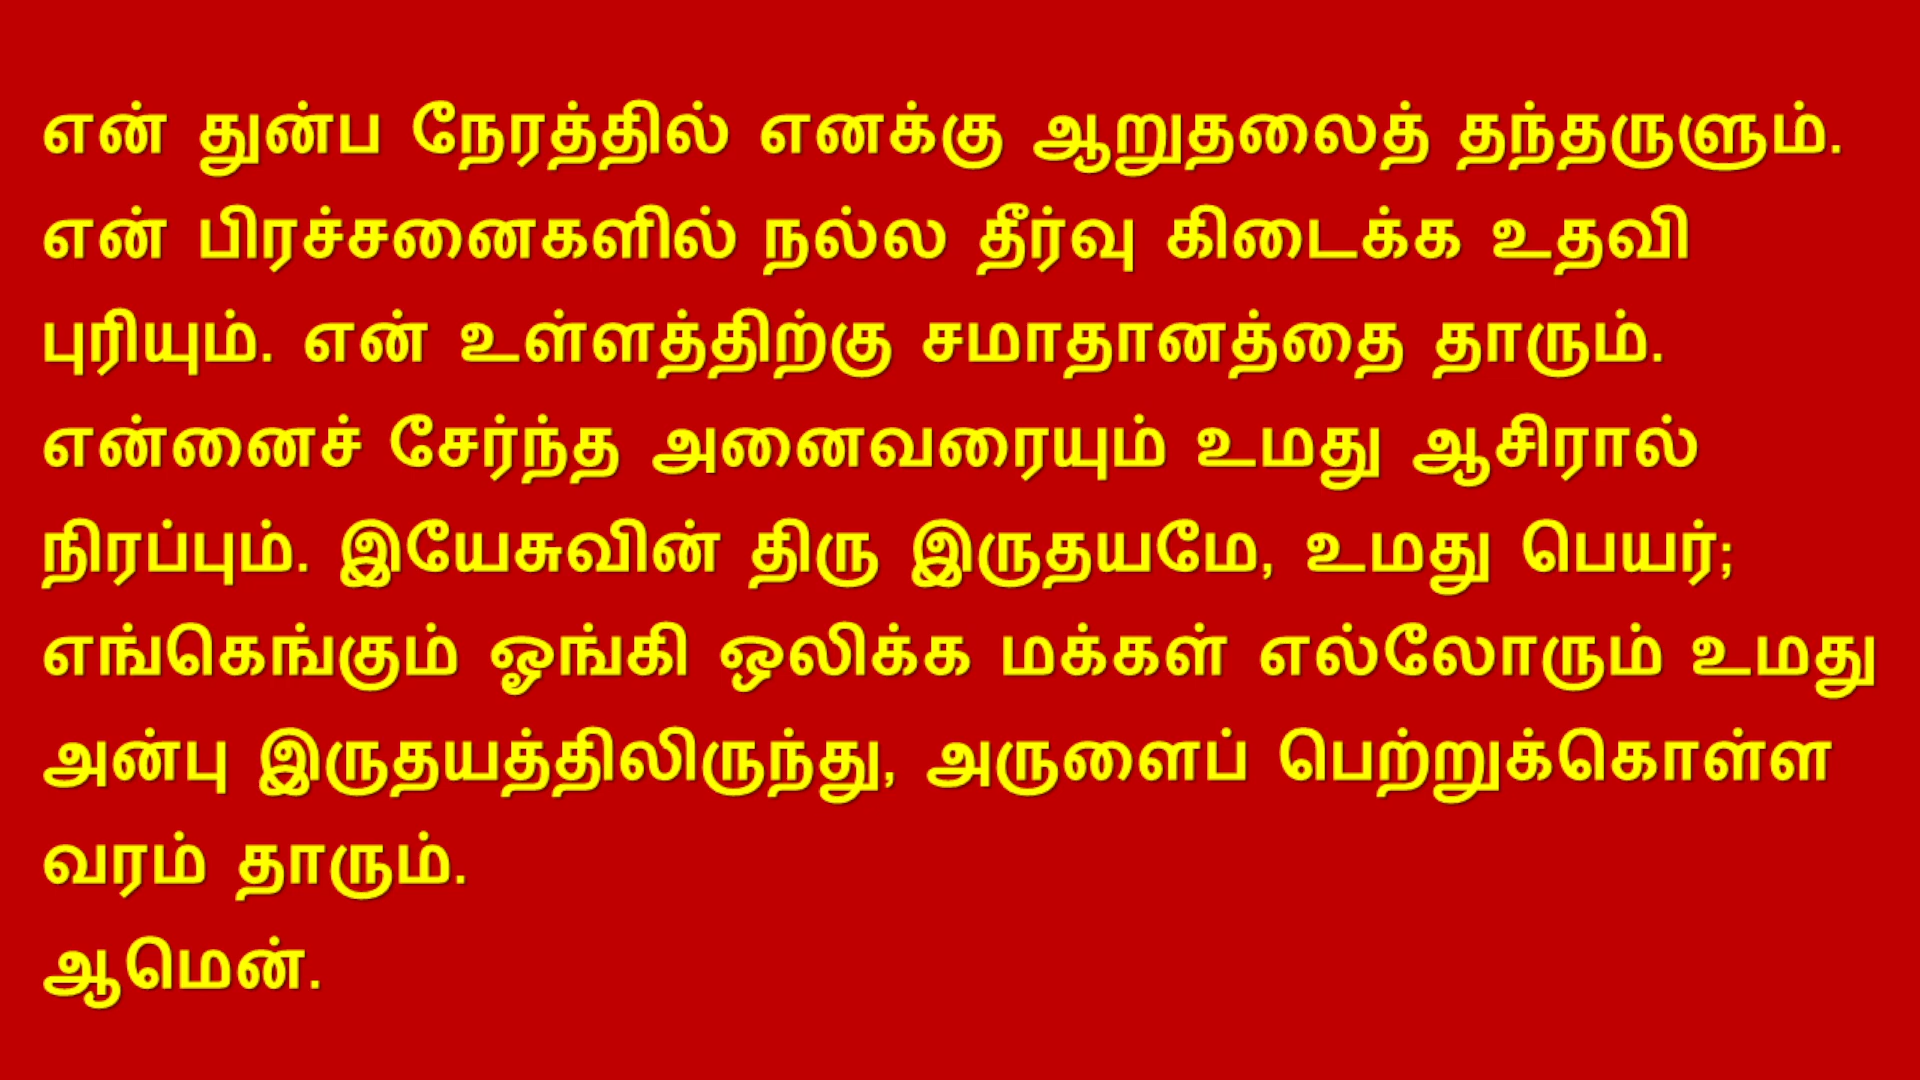 என் துன்ப நேரத்தில் எனக்கு ஆறுதலைத் தந்தருளும்.
என் பிரச்சனைகளில் நல்ல தீர்வு கிடைக்க உதவி
புரியும். என் உள்ளத்திற்கு சமாதானத்தை தாரும்.
என்னைச் சேர்ந்த அனைவரையும் உமது ஆசிரால்
நிரப்பும். இயேசுவின் திரு இருதயமே, உமது பெயர்;
எங்கெங்கும் ஓங்கி ஒலிக்க மக்கள் எல்லோரும் உமது
அன்பு இருதயத்திலிருந்து, அருளைப் பெற்றுக்கொள்ள
வரம் தாரும்.
ஆமென்.